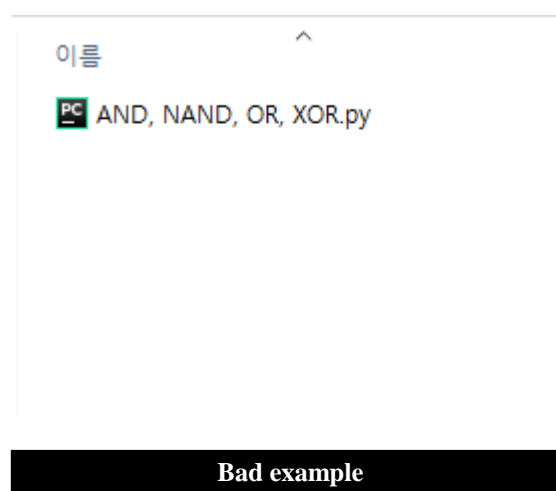 이름
PC AND, NAND, OR, XOR.py
Bad example